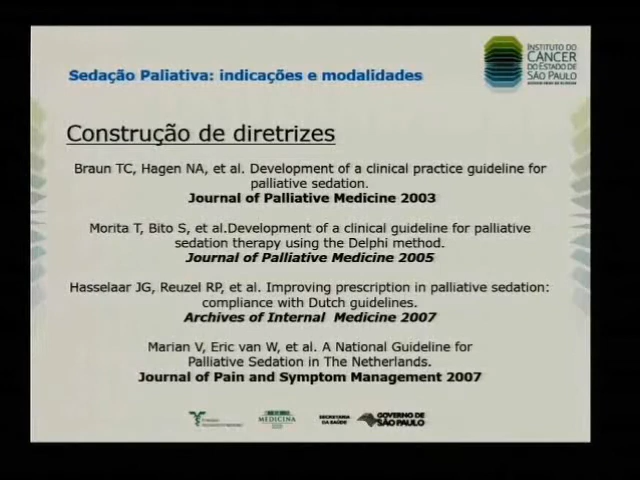 INSTITUTO DO
CÂNCER
DO ESTADO DE
SÃO PAULO
Sedação Paliativa: indicações e modalidades
Construção de diretrizes
Braun TC, Hagen NA, et al. Development of a clinical practice guideline for
palliative sedation.
Journal of Palliative Medicine 2003
Morita T, Bito S, et al.Development of a clinical guideline for palliative
sedation therapy using the Delphi method.
Journal of Palliative Medicine 2005
Hasselaar JG, Reuzel RP, et al. Improving prescription in palliative sedation:
compliance with Dutch guidelines.
Archives of Internal Medicine 2007
Marian V, Eric van W, et al. A National Guideline for
Palliative Sedation in The Netherlands.
Journal of Pain and Symptom Management 2007
MEDICINA
SECRETARIA
DA SAÚDE
GOVERNO DE
SÃO PAULO